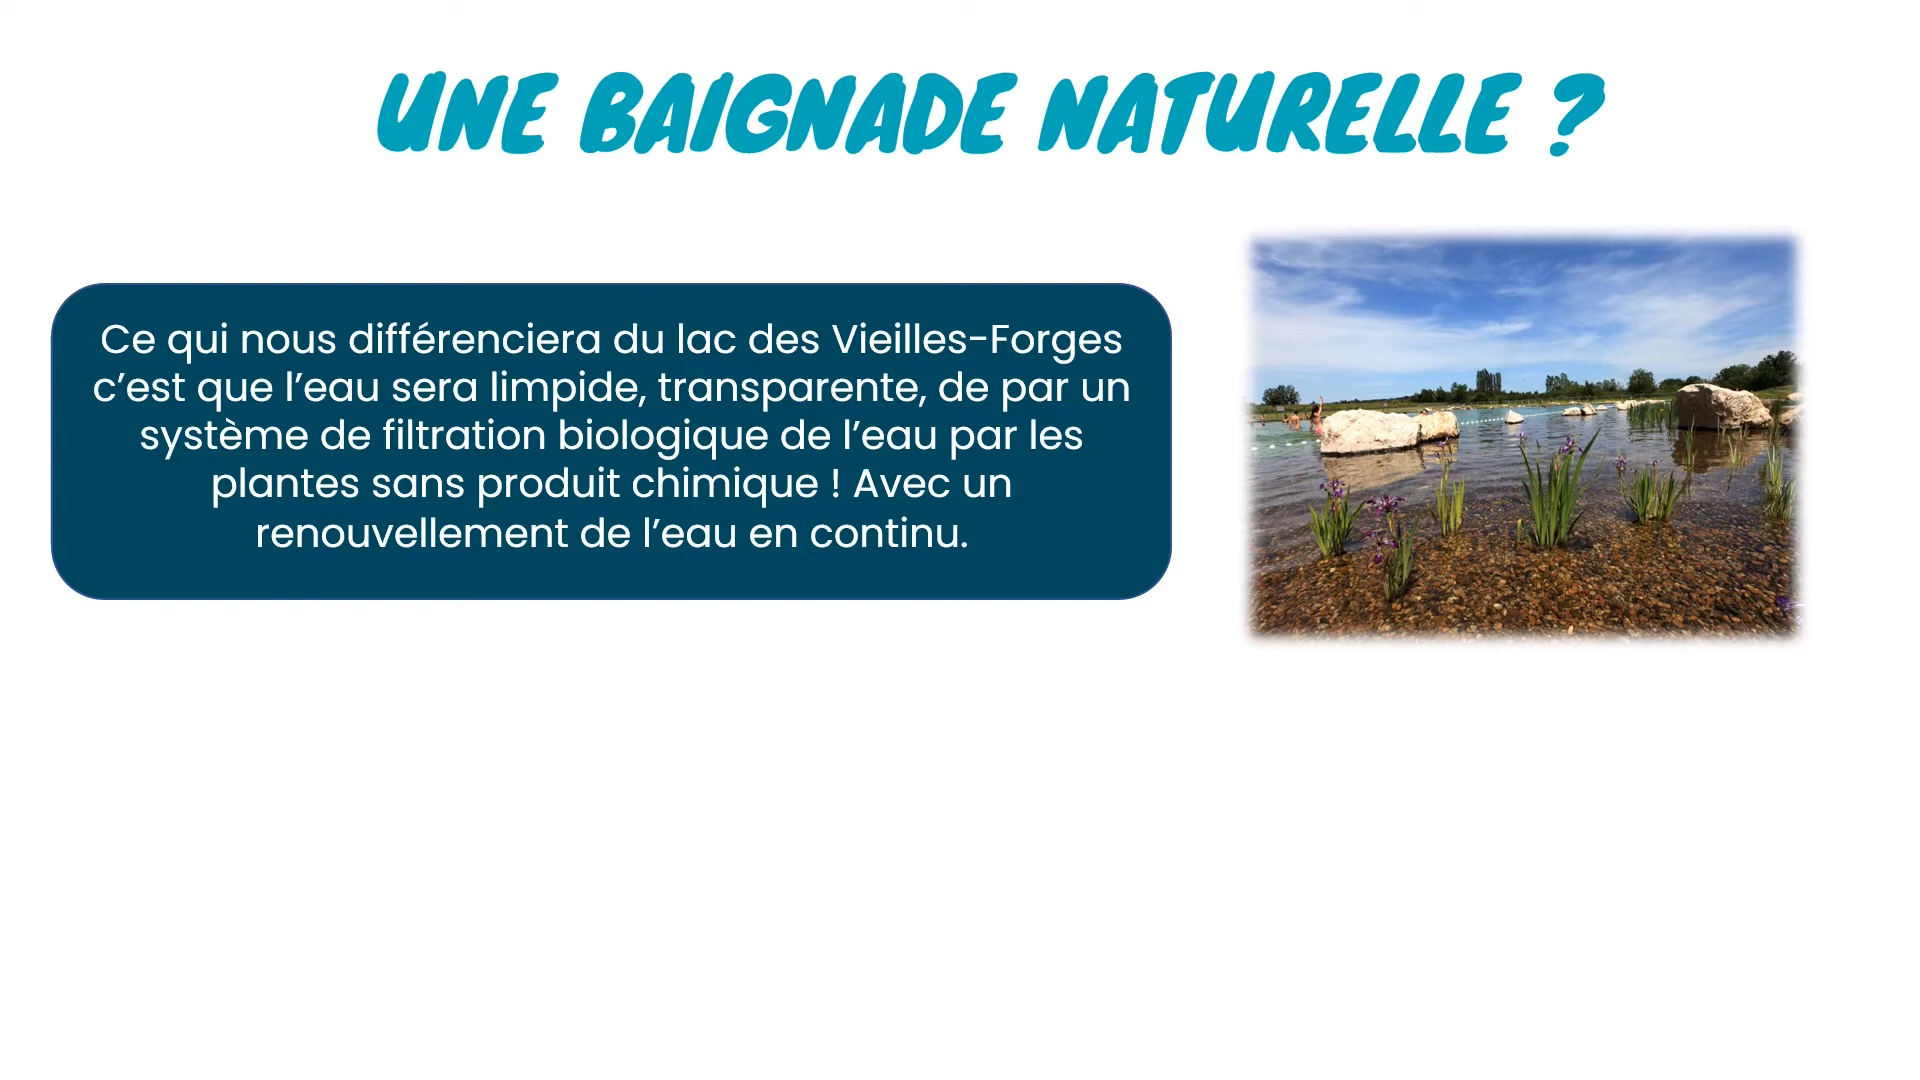 UNE BAIGNADE NATURELLE ?
Ce qui nous différenciera du lac des Vieilles-Forges
c’est que l’eau sera limpide, transparente, de par un
système de filtration biologique de l’eau par les
plantes sans produit chimique ! Avec un
renouvellement de l’eau en continu.